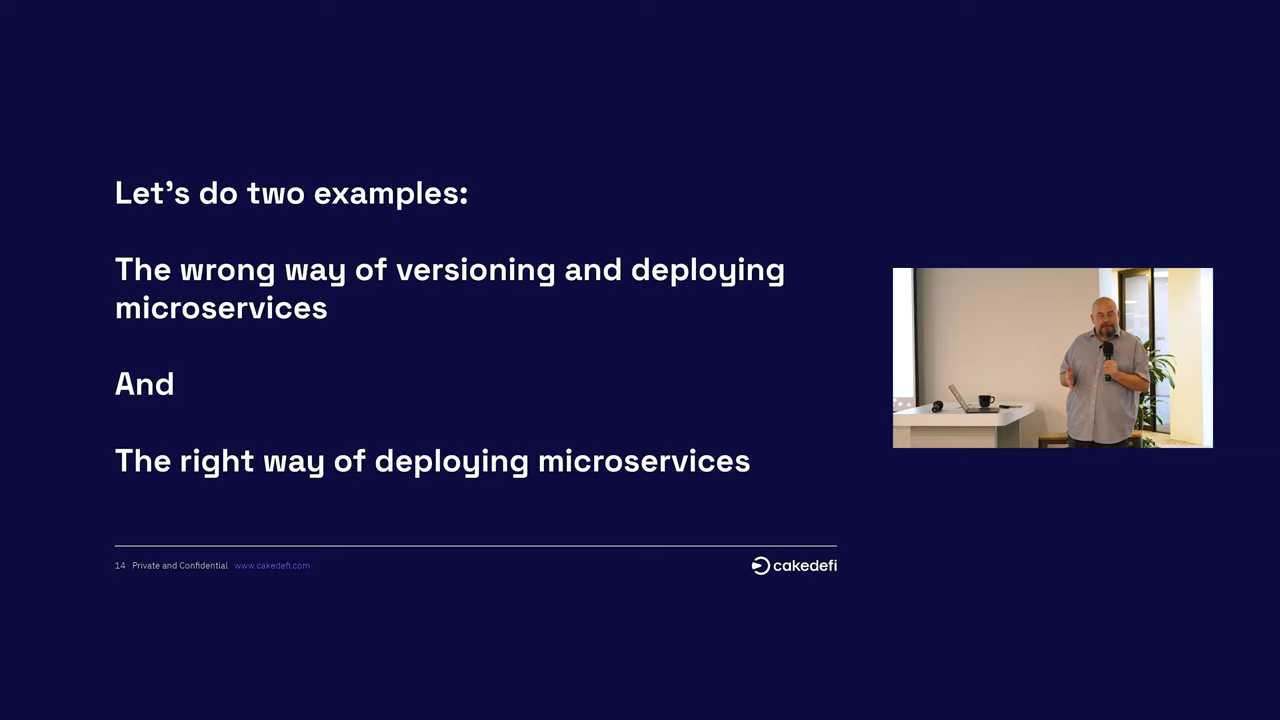 Let's do two examples:
The wrong way of versioning and deploying
microservices
And
The right way of deploying microservices
14 Private and Confidential www.cakedefi.com
cakedefi